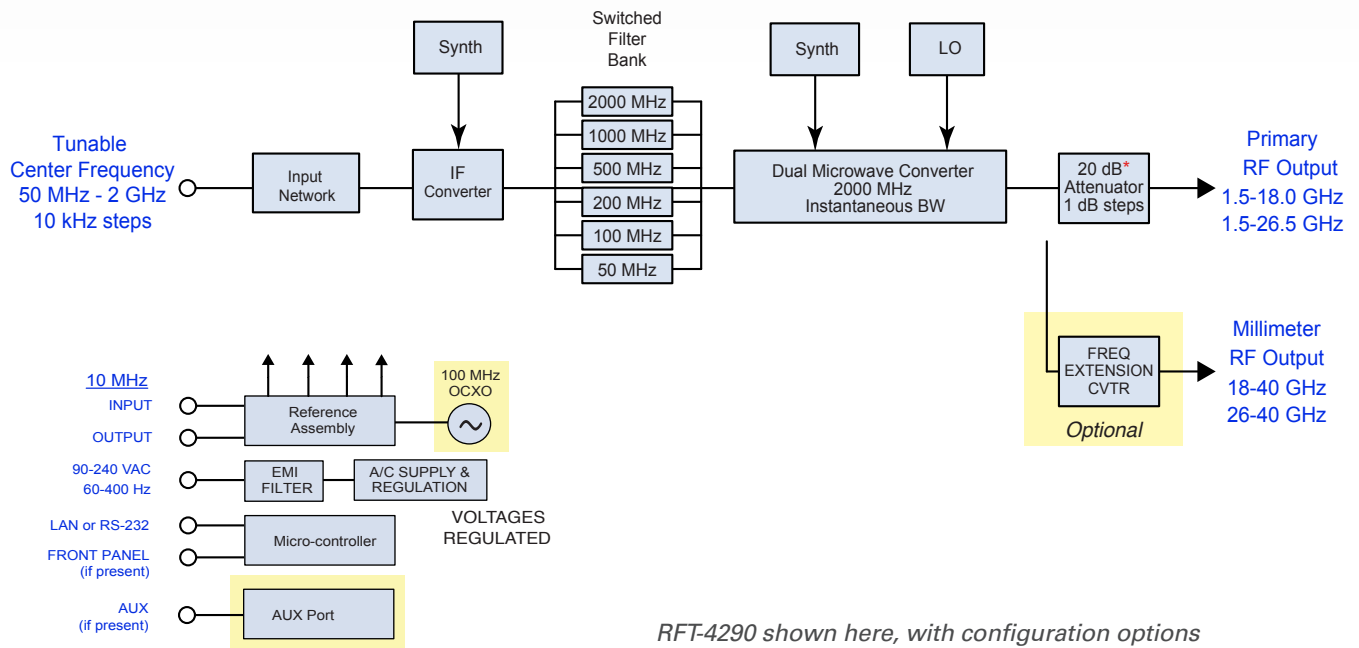 Switched
Filter
Bank
Synth
Synth
LO
2000 MHz
1000 MHz
500 MHz
200 MHz
100 MHz
50 MHz
Tunable
Center Frequency
50 MHz - 2 GHz
10 kHz steps
Input
Network
IF
Converter
Dual Microwave Converter
2000 MHz
Instantaneous BW
20 dB*
Attenuator
1 dB steps
Primary
RF Output
1.5-18.0 GHz
1.5-26.5 GHz
FREQ
EXTENSION
CVTR
Optional
Millimeter
RF Output
18-40 GHz
26-40 GHz
10 MHz
INPUT
OUTPUT
Reference
Assembly
100 MHz
OCXO
90-240 VAC
60-400 Hz
EMI
FILTER
A/C SUPPLY &
REGULATION
VOLTAGES
REGULATED
LAN or RS-232
FRONT PANEL
(if present)
Micro-controller
AUX
(if present)
AUX Port
RFT-4290 shown here, with configuration options